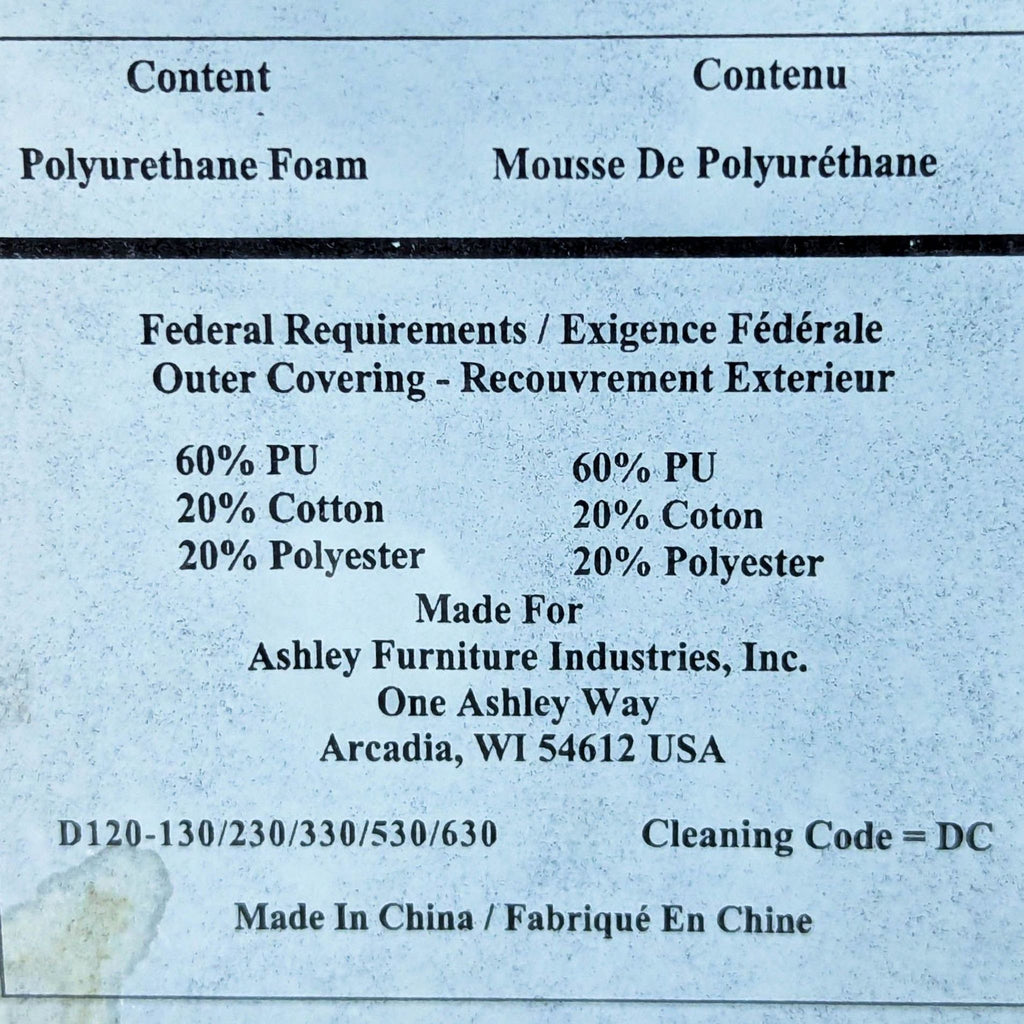 Content Contenu
Polyurethane Foam Mousse De Polyuréthane
Federal Requirements / Exigence Fédérale
Outer Covering - Recouvrement Exterieur
60% PU 60% PU
20% Cotton 20% Coton
20% Polyester 20% Polyester
Made For
Ashley Furniture Industries, Inc.
One Ashley Way
Arcadia, WI 54612 USA
D120-130/230/330/530/630 Cleaning Code = DC
Made In China / Fabriqué En Chine